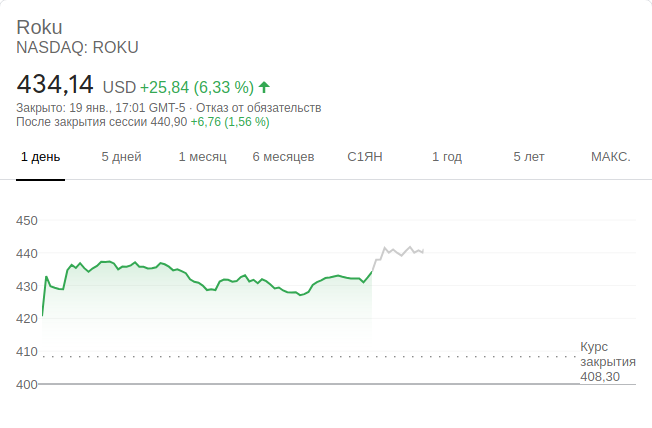 Roku
NASDAQ: ROKU
434,14 USD +25,84 (6,33 %)
Закрыто: 19 янв., 17:01 GMT-5 · Отказ от обязательств
После закрытия сессии 440,90 +6,76 (1,56 %)
1 день 5 дней 1 месяц 6 месяцев С1ЯН 1 год 5 лет МАКС.
450
440
430
420
410
400
Курс
закрытия
408,30